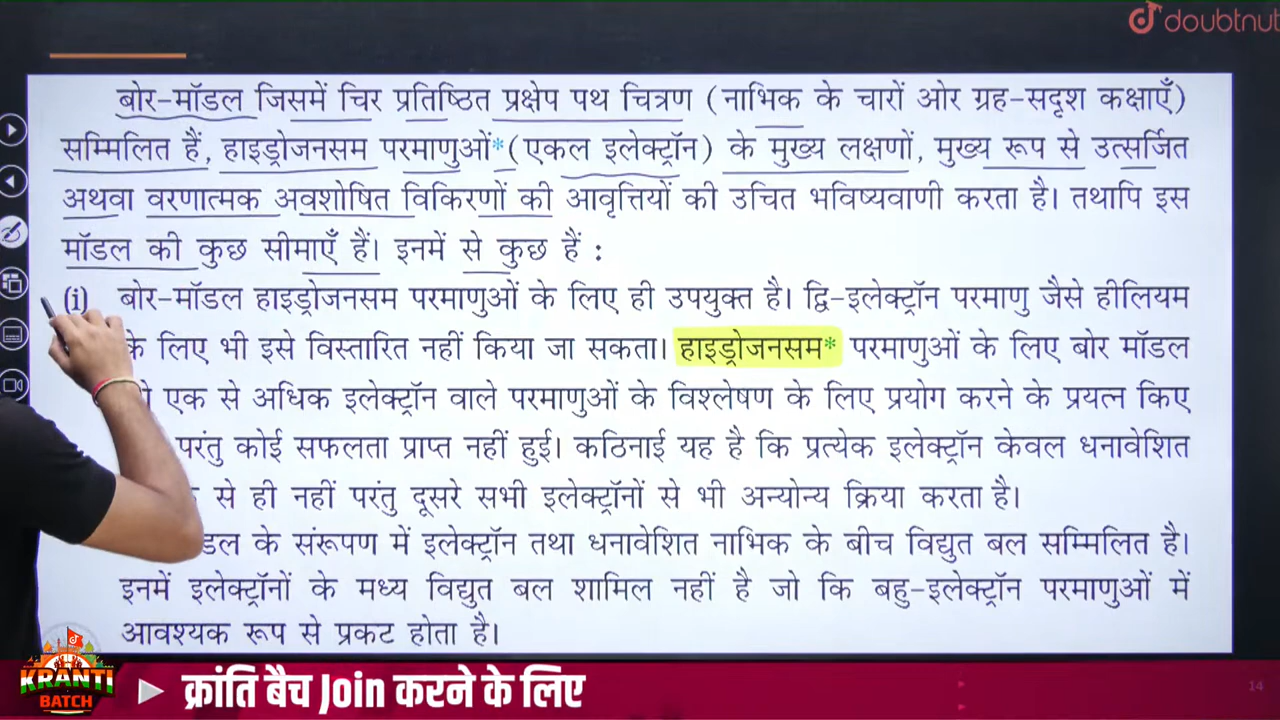 doubtnut
बोर-मॉडल जिसमें चिर प्रतिष्ठित प्रक्षेप पथ चित्रण (नाभिक के चारों ओर ग्रह-सदृश कक्षाएँ)
सम्मिलित हैं, हाइड्रोजनसम परमाणुओं*(एकल इलेक्ट्रॉन) के मुख्य लक्षणों, मुख्य रूप से उत्सर्जित
अथवा वरणात्मक अवशोषित विकिरणों की आवृत्तियों की उचित भविष्यवाणी करता है। तथापि इस
मॉडल की कुछ सीमाएँ हैं। इनमें से कुछ हैं :
(i) बोर-मॉडल हाइड्रोजनसम परमाणुओं के लिए ही उपयुक्त है। द्वि-इलेक्ट्रॉन परमाणु जैसे हीलियम
के लिए भी इसे विस्तारित नहीं किया जा सकता। हाइड्रोजनसम* परमाणुओं के लिए बोर मॉडल
एक से अधिक इलेक्ट्रॉन वाले परमाणुओं के विश्लेषण के लिए प्रयोग करने के प्रयत्न किए
परंतु कोई सफलता प्राप्त नहीं हुई। कठिनाई यह है कि प्रत्येक इलेक्ट्रॉन केवल धनावेशित
से ही नहीं परंतु दूसरे सभी इलेक्ट्रॉनों से भी अन्योन्य क्रिया करता है।
के संरूपण में इलेक्ट्रॉन तथा धनावेशित नाभिक के बीच विद्युत बल सम्मिलित है।
इनमें इलेक्ट्रॉनों के मध्य विद्युत बल शामिल नहीं है जो कि बहु-इलेक्ट्रॉन परमाणुओं में
आवश्यक रूप से प्रकट होता है।
KRANTI
BATCH
क्रांति बैच Join करने के लिए
14